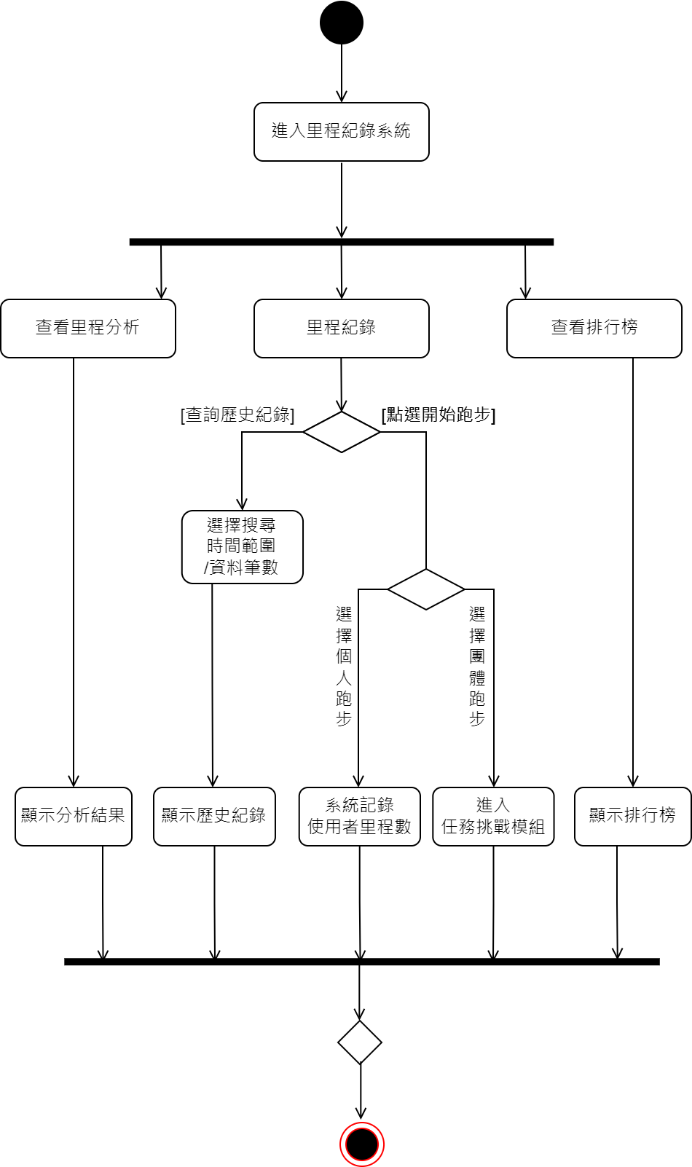 進入里程紀錄系統
查看里程分析
里程紀錄
查看排行榜
[查詢歷史紀錄]
[點選開始跑步]
選擇搜尋
時間範圍
/資料筆數
選擇個人跑步
選擇團體跑步
顯示分析結果
顯示歷史紀錄
系統記錄
使用者里程數
進入
任務挑戰模組
顯示排行榜